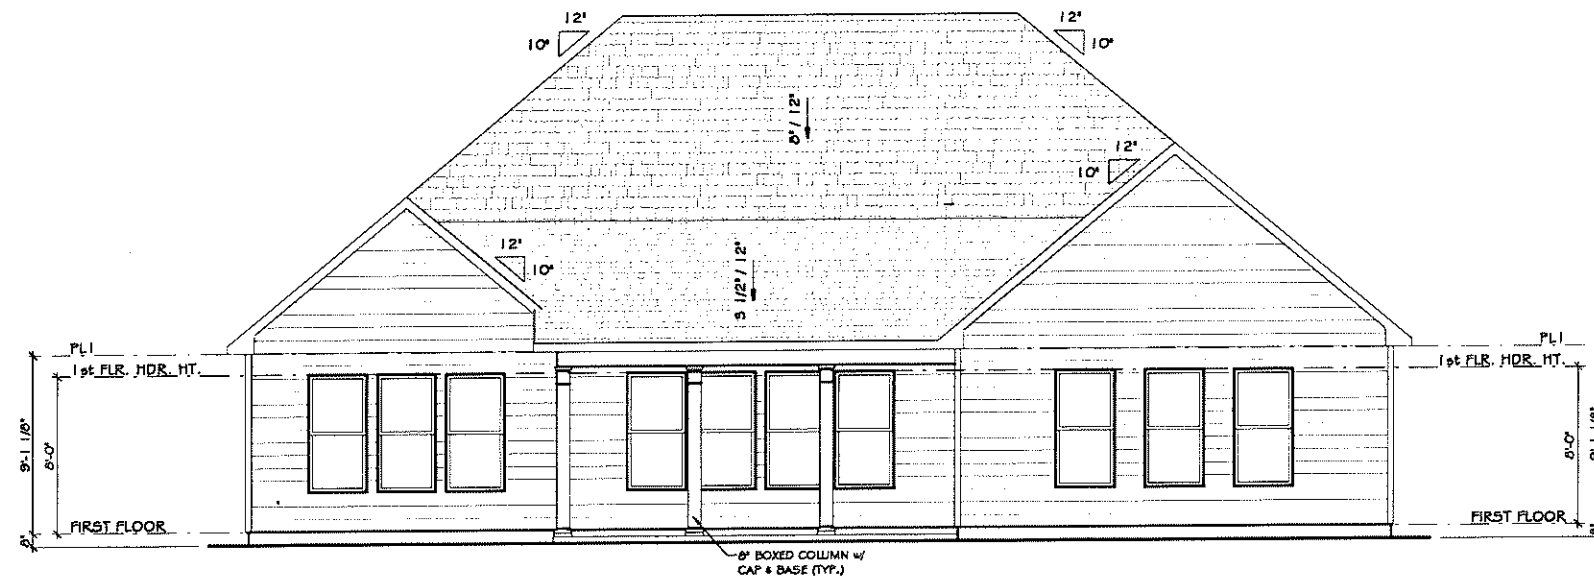 12"
10"
12"
10"
8" / 12"
12"
10"
12"
10"
3 1/2" / 12"
PL1
1st FLR. HDR. HT.
9'-1 1/8"
8'-0"
FIRST FLOOR
8"
PL1
1st FLR. HDR. HT.
8'-0"
FIRST FLOOR
8" BOXED COLUMN w/
CAP & BASE (TYP.)